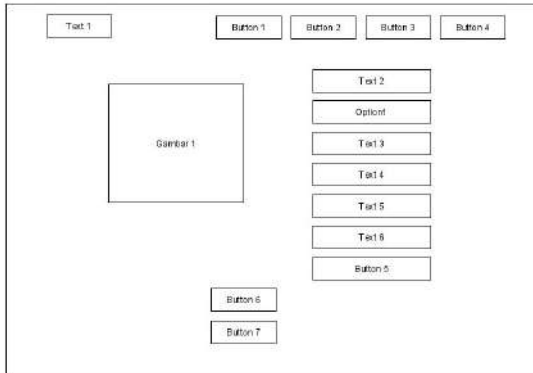 Text 1
Button 1
Button 2
Button 3
Button 4
Text 2
Option1
Gambar 1
Text 3
Text 4
Text 5
Text 6
Button 5
Button 6
Button 7